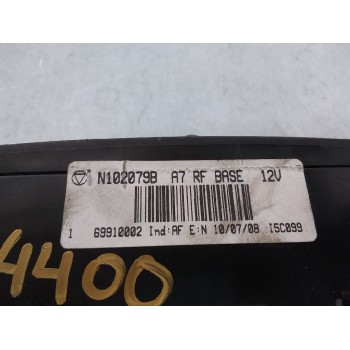 N102079B A7 RF BASE 12V
1 69910002 Ind:AF E:N 10/07/08 I5C099
4400